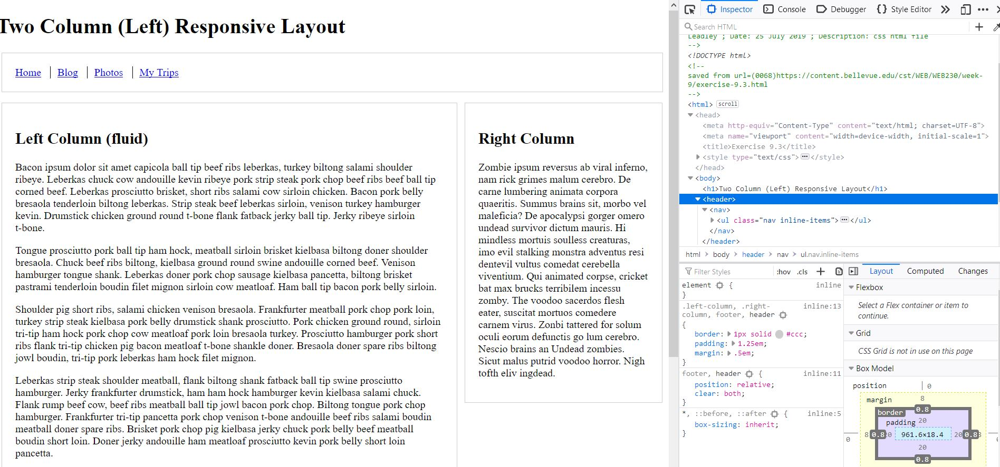 Two Column (Left) Responsive Layout
Home
Blog
Photos
My Trips
Left Column (fluid)
Bacon ipsum dolor sit amet capicola ball tip beef ribs leberkas, turkey biltong salami shoulder
ribeye. Leberkas chuck cow andouille kevin ribeye pork strip steak pork chop beef ribs beef ball tip
corned beef. Leberkas prosciutto brisket, short ribs salami cow sirloin chicken. Bacon pork belly
bresaola tenderloin biltong leberkas. Strip steak beef leberkas sirloin, venison turkey hamburger
kevin. Drumstick chicken ground round t-bone flank fatback jerky ball tip. Jerky ribeye sirloin
t-bone.
Tongue prosciutto pork ball tip ham hock, meatball sirloin brisket kielbasa biltong doner shoulder
bresaola. Chuck beef ribs biltong, kielbasa ground round swine andouille corned beef. Venison
hamburger tongue shank. Leberkas doner pork chop sausage kielbasa pancetta, biltong brisket
pastrami tenderloin boudin filet mignon sirloin cow meatloaf. Ham ball tip bacon pork belly sirloin.
Shoulder pig short ribs, salami chicken venison bresaola. Frankfurter meatball pork chop pork loin,
turkey strip steak kielbasa pork belly drumstick shank prosciutto. Pork chicken ground round, sirloin
tri-tip ham hock pork chop cow meatloaf pork loin bresaola turkey. Prosciutto hamburger pork short
ribs flank tri-tip chicken pig bacon meatloaf t-bone shankle doner. Bresaola doner spare ribs biltong
jowl boudin, tri-tip pork leberkas ham hock filet mignon.
Leberkas strip steak shoulder meatball, flank biltong shank fatback ball tip swine prosciutto
hamburger. Jerky frankfurter drumstick, ham ham hock hamburger kevin kielbasa salami chuck.
Flank rump beef cow, beef ribs meatball ball tip jowl bacon pork chop. Biltong tongue pork chop
hamburger. Frankfurter tri-tip pancetta pork chop venison t-bone andouille beef ribs salami boudin
meatball doner spare ribs. Brisket pork chop pig kielbasa jerky chuck pork belly beef meatball
boudin short loin. Doner jerky andouille ham meatloaf prosciutto kevin pork belly short loin
pancetta.
Right Column
Zombie ipsum reversus ab viral inferno,
nam rick grimes malum cerebro. De
carne lumbering animata corpora
quaeritis. Summus brains sit, morbo vel
maleficia? De apocalypsi gorger omero
undead survivor dictum mauris. Hi
mindless mortuis soulless creaturas,
imo evil stalking monstra adventus resi
dentevil vultus comedat cerebella
viventium. Qui animated corpse, cricket
bat max brucks terribilem incessu
zomby. The voodoo sacerdos flesh
eater, suscitat mortuos comedere
carnem virus. Zonbi tattered for solum
oculi eorum defunctis go lum cerebro.
Nescio brains an Undead zombies.
Sicut malus putrid voodoo horror. Nigh
tofth eliv ingdead.
Inspector
Console
Debugger
Style Editor
Search HTML
Leadley ; Date: 25 July 2019 ; Description: css html file
-->
<!DOCTYPE html>
<!--
saved from url=(0068)https://content.bellevue.edu/cst/WEB/WEB230/week-
9/exercise-9.3.html
-->
<html> scroll
<head>
<meta http-equiv="Content-Type" content="text/html; charset=UTF-8">
<meta name="viewport" content="width=device-width, initial-scale=1">
<title>Exercise 9.3</title>
<style type="text/css">…</style>
</head>
<body>
<h1>Two Column (Left) Responsive Layout</h1>
<header>
<nav>
<ul class="nav inline-items">…</ul>
</nav>
</header>
html > body > header > nav > ul.nav.inline-items
Filter Styles :hov .cls +
element { inline
}
.left-column, .right- inline:13
column, footer, header
{
border: 1px solid #ccc;
padding: 1.25em;
margin: .5em;
}
footer, header { inline:11
position: relative;
clear: both;
}
*, ::before, ::after { inline:5
box-sizing: inherit;
}
Layout
Computed
Changes
Flexbox
Select a Flex container or item to
continue.
Grid
CSS Grid is not in use on this page
Box Model
position 0
margin 8
border 0.8
padding 20
0 8 0.8 20 961.6×18.4 20 0.8
20
0.8